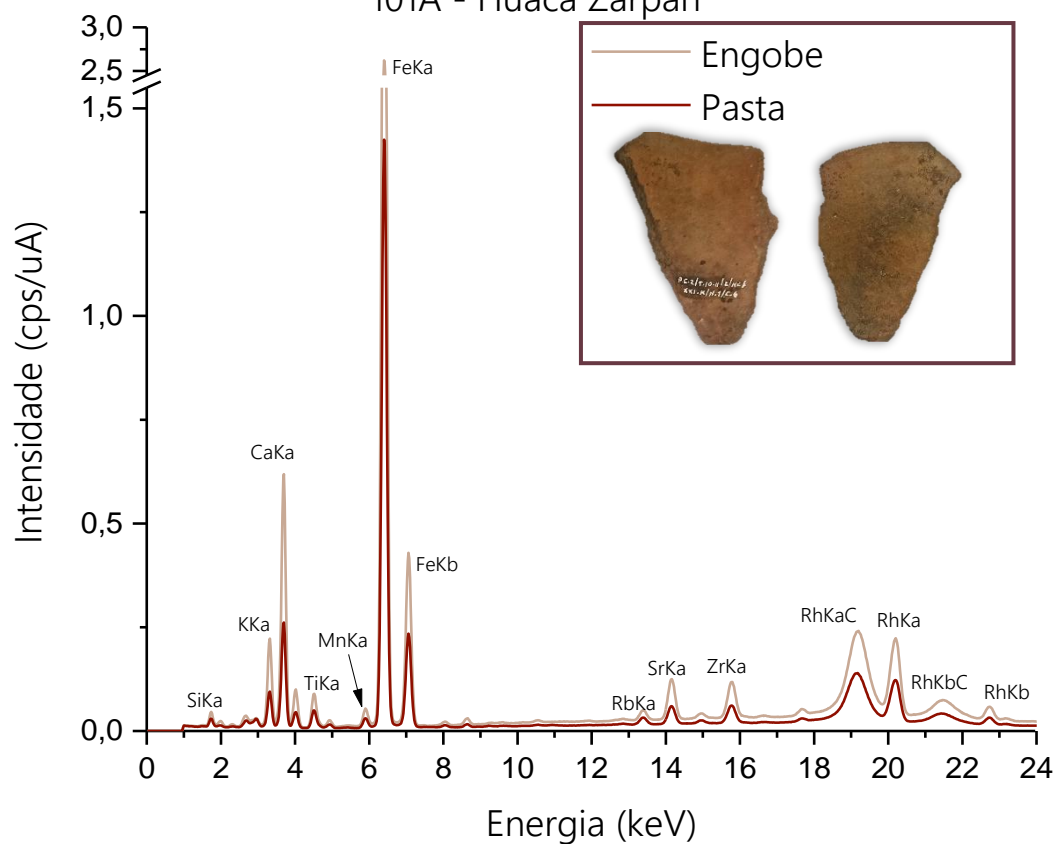 101A - Huaca Zarpán
Engobe
Pasta
3,0
2,5
1,5
1,0
0,5
0,0
Intensidade (cps/uA)
FeKa
CaKa
FeKb
KKa
MnKa
TiKa
SiKa
RbKa
SrKa
ZrKa
RhKaC
RhKa
RhKbC
RhKb
0 2 4 6 8 10 12 14 16 18 20 22 24
Energia (keV)